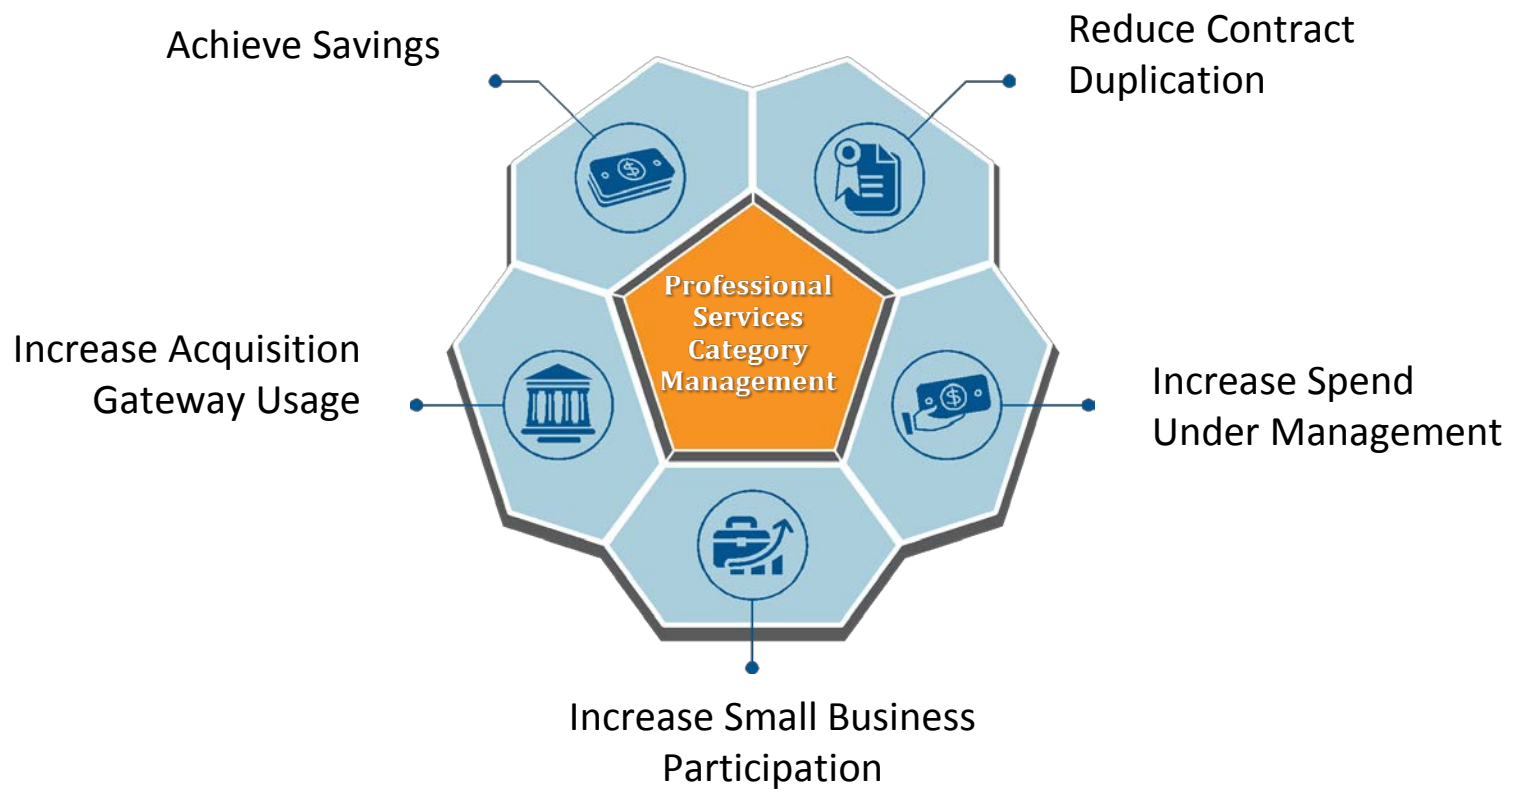 Achieve Savings
Reduce Contract
Duplication
Professional
Services
Category
Management
Increase Acquisition
Gateway Usage
Increase Spend
Under Management
Increase Small Business
Participation